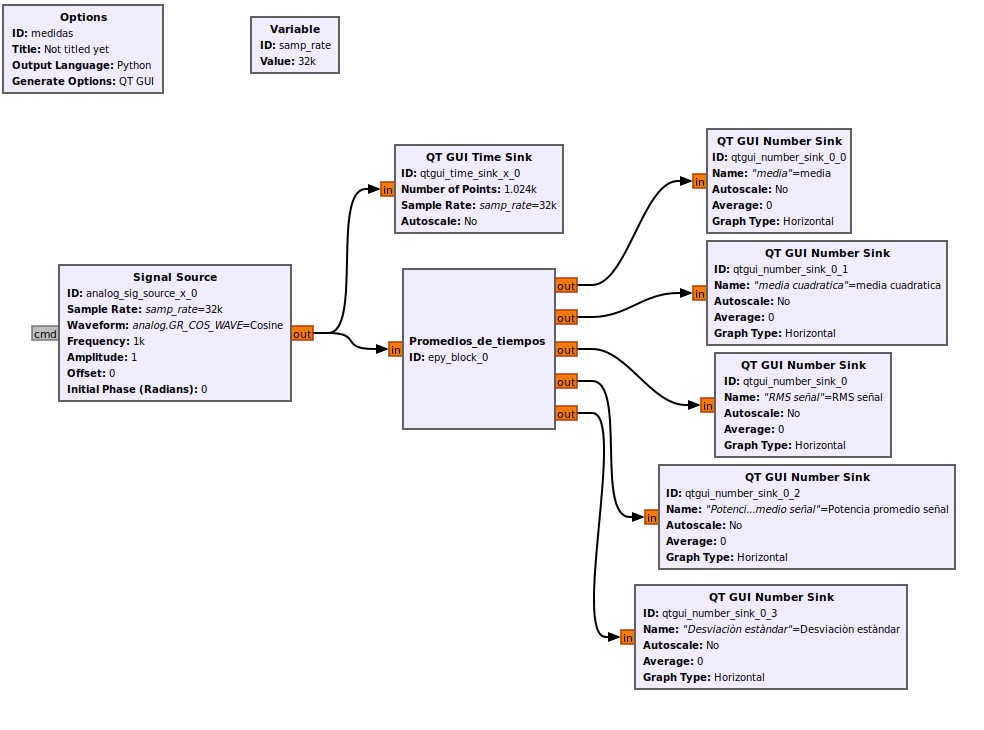 Options
ID: medidas
Title: Not titled yet
Output Language: Python
Generate Options: QT GUI
Variable
ID: samp_rate
Value: 32k
Signal Source
ID: analog_sig_source_x_0
Sample Rate: samp_rate=32k
Waveform: analog.GR_COS_WAVE=Cosine
Frequency: 1k
Amplitude: 1
Offset: 0
Initial Phase (Radians): 0
cmd
out
in
QT GUI Time Sink
ID: qtgui_time_sink_x_0
Number of Points: 1.024k
Sample Rate: samp_rate=32k
Autoscale: No
in
Promedios_de_tiempos
ID: epy_block_0
out
out
out
out
out
in
QT GUI Number Sink
ID: qtgui_number_sink_0_0
Name: "media"=media
Autoscale: No
Average: 0
Graph Type: Horizontal
in
QT GUI Number Sink
ID: qtgui_number_sink_0_1
Name: "media cuadratica"=media cuadratica
Autoscale: No
Average: 0
Graph Type: Horizontal
in
QT GUI Number Sink
ID: qtgui_number_sink_0
Name: "RMS señal"=RMS señal
Autoscale: No
Average: 0
Graph Type: Horizontal
in
QT GUI Number Sink
ID: qtgui_number_sink_0_2
Name: "Potenci...medio señal"=Potencia promedio señal
Autoscale: No
Average: 0
Graph Type: Horizontal
in
QT GUI Number Sink
ID: qtgui_number_sink_0_3
Name: "Desviaciòn estàndar"=Desviaciòn estàndar
Autoscale: No
Average: 0
Graph Type: Horizontal